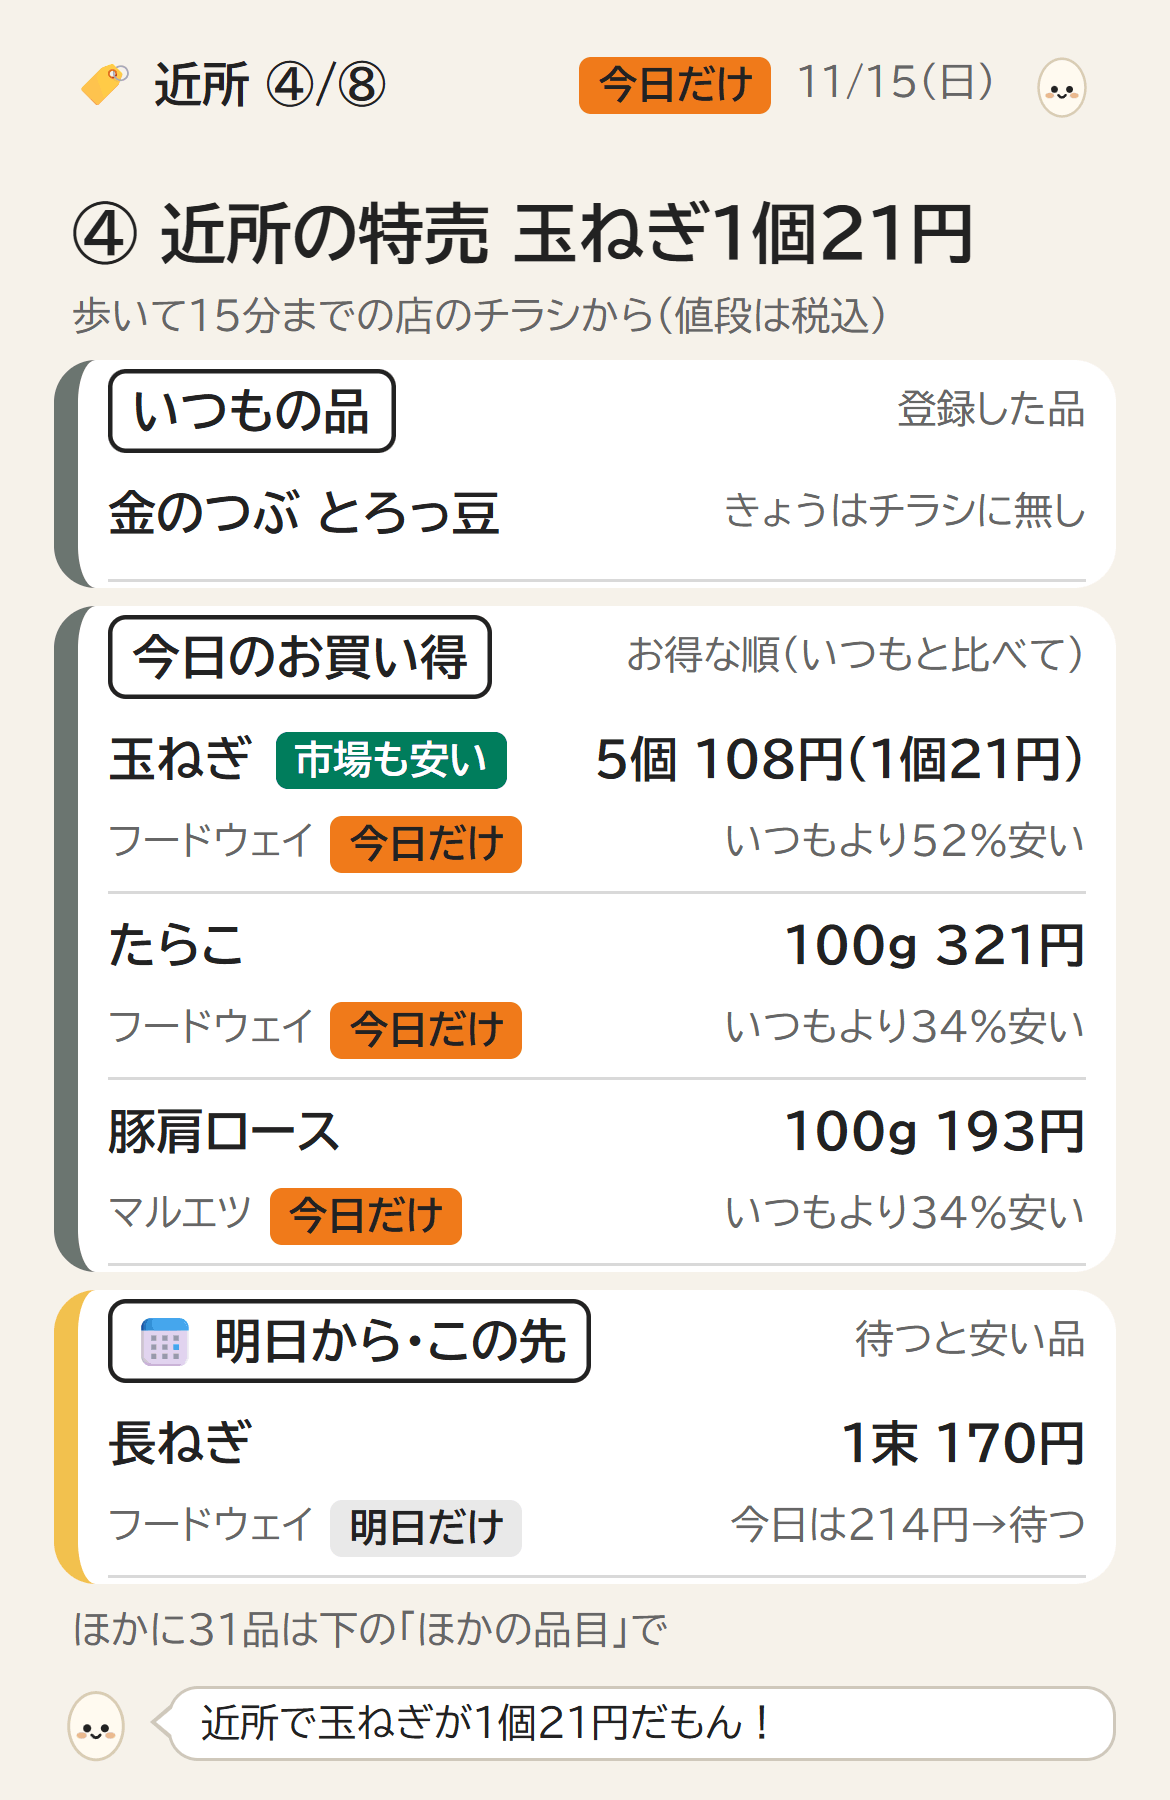 近所 ④/⑧ 今日だけ 11/15(日)
④ 近所の特売 玉ねぎ1個21円
歩いて15分までの店のチラシから(値段は税込)
いつもの品 登録した品
金のつぶ とろっ豆 きょうはチラシに無し
今日のお買い得 お得な順(いつもと比べて)
玉ねぎ 市場も安い 5個 108円(1個21円)
フードウェイ 今日だけ いつもより52%安い
たらこ 100g 321円
フードウェイ 今日だけ いつもより34%安い
豚肩ロース 100g 193円
マルエツ 今日だけ いつもより34%安い
明日から・この先 待つと安い品
長ねぎ 1束 170円
フードウェイ 明日だけ 今日は214円→待つ
ほかに31品は下の「ほかの品目」で
近所で玉ねぎが1個21円だもん！